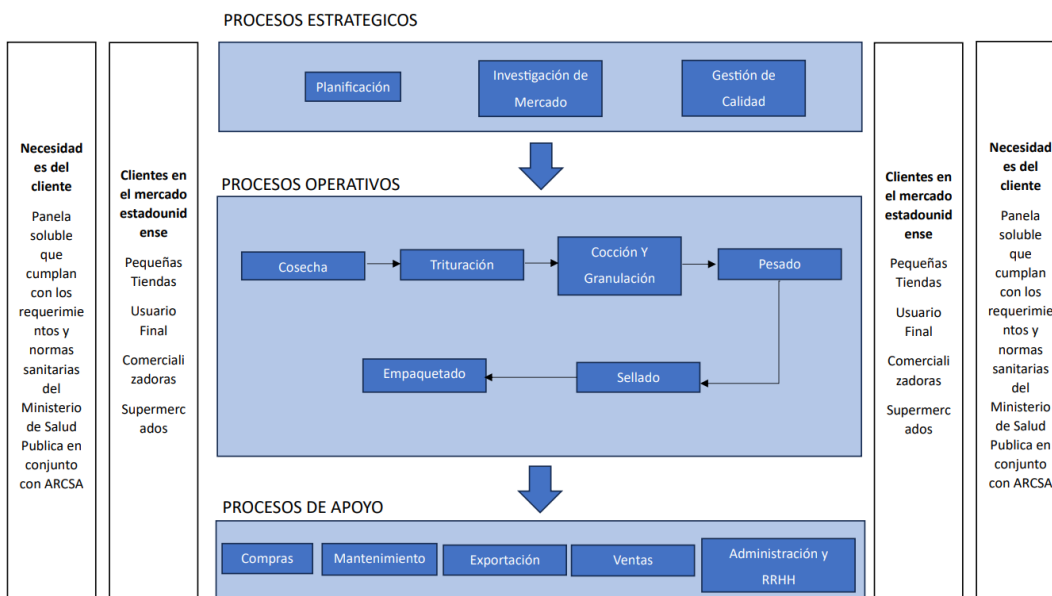 PROCESOS ESTRATEGICOS
Necesidad
es del
cliente
Panela
soluble
que
cumplan
con los
requerimie
ntos y
normas
sanitarias
del
Ministerio
de Salud
Publica en
conjunto
con ARCSA
Clientes en
el mercado
estadounid
ense
Pequeñas
Tiendas
Usuario
Final
Comerciali
zadoras
Supermerc
ados
Planificación
Investigación de
Mercado
Gestión de
Calidad
PROCESOS OPERATIVOS
Cosecha
Trituración
Cocción Y
Granulación
Pesado
Empaquetado
Sellado
PROCESOS DE APOYO
Compras
Mantenimiento
Exportación
Ventas
Administración y
RRHH
Clientes en
el mercado
estadounid
ense
Pequeñas
Tiendas
Usuario
Final
Comerciali
zadoras
Supermerc
ados
Necesidad
es del
cliente
Panela
soluble
que
cumplan
con los
requerimie
ntos y
normas
sanitarias
del
Ministerio
de Salud
Publica en
conjunto
con ARCSA